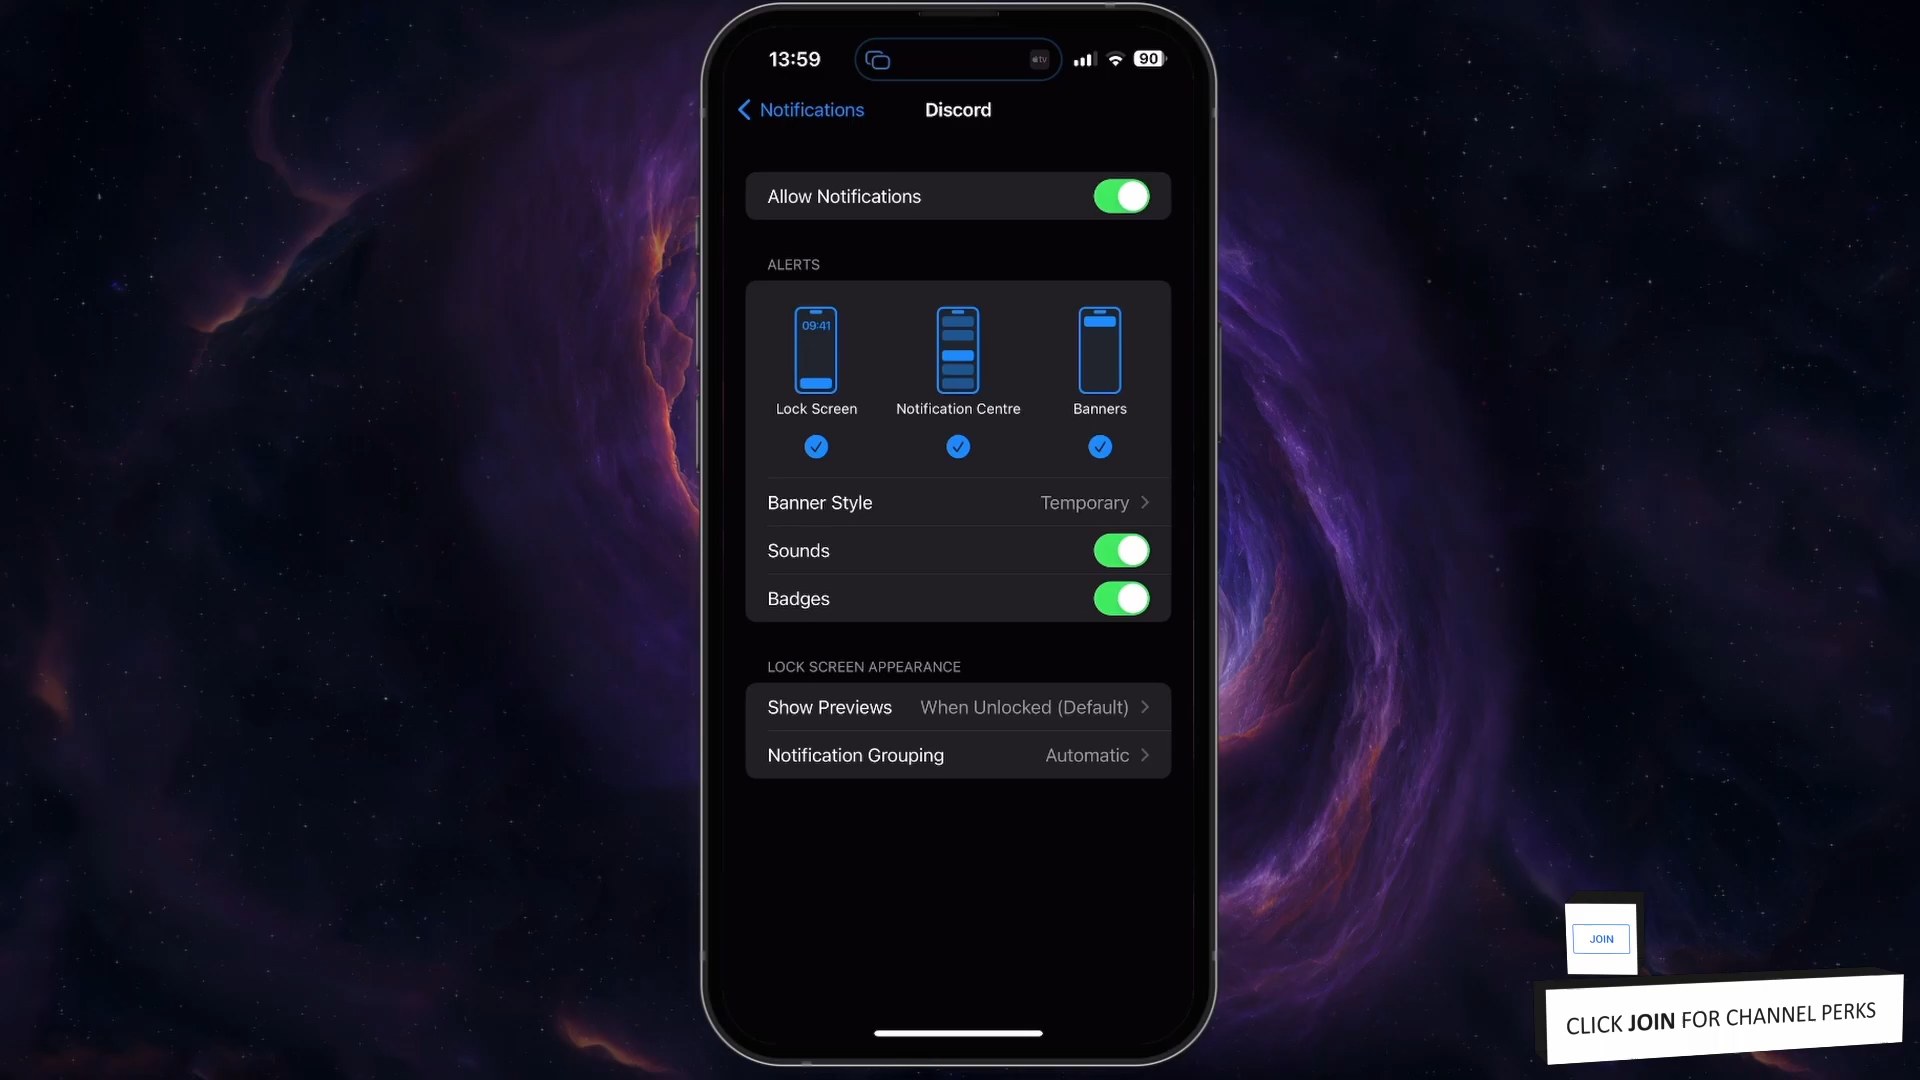 13:59
tv
90
Notifications
Discord
Allow Notifications
ALERTS
09:41
Lock Screen
Notification Centre
Banners
Banner Style
Temporary
Sounds
Badges
LOCK SCREEN APPEARANCE
Show Previews
When Unlocked (Default)
Notification Grouping
Automatic
JOIN
CLICK JOIN FOR CHANNEL PERKS